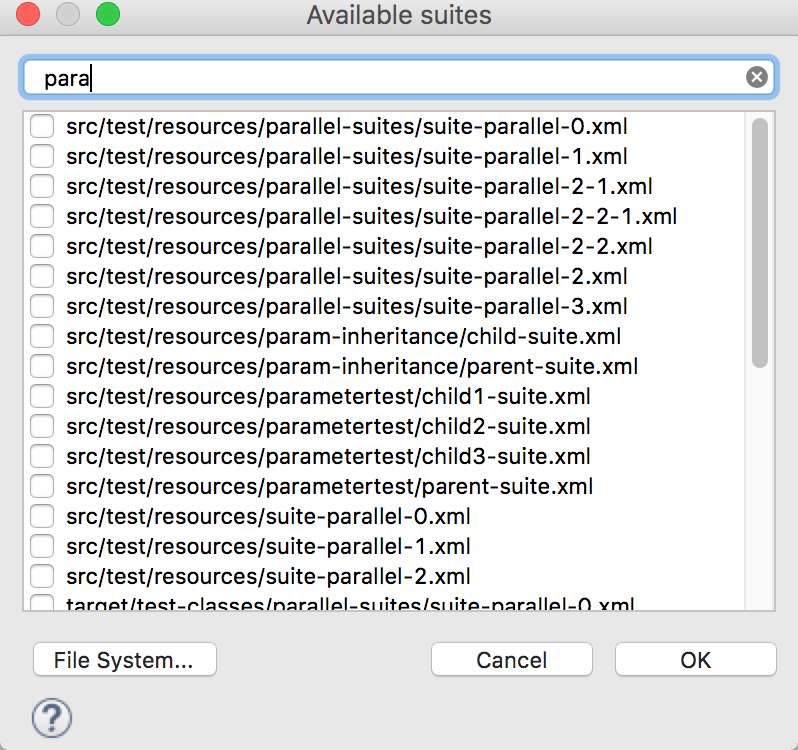 Available suites
para
src/test/resources/parallel-suites/suite-parallel-0.xml
src/test/resources/parallel-suites/suite-parallel-1.xml
src/test/resources/parallel-suites/suite-parallel-2-1.xml
src/test/resources/parallel-suites/suite-parallel-2-2-1.xml
src/test/resources/parallel-suites/suite-parallel-2-2.xml
src/test/resources/parallel-suites/suite-parallel-2.xml
src/test/resources/parallel-suites/suite-parallel-3.xml
src/test/resources/param-inheritance/child-suite.xml
src/test/resources/param-inheritance/parent-suite.xml
src/test/resources/parametertest/child1-suite.xml
src/test/resources/parametertest/child2-suite.xml
src/test/resources/parametertest/child3-suite.xml
src/test/resources/parametertest/parent-suite.xml
src/test/resources/suite-parallel-0.xml
src/test/resources/suite-parallel-1.xml
src/test/resources/suite-parallel-2.xml
target/test-classes/parallel-suites/suite-parallel-0.xml
File System... Cancel OK
?